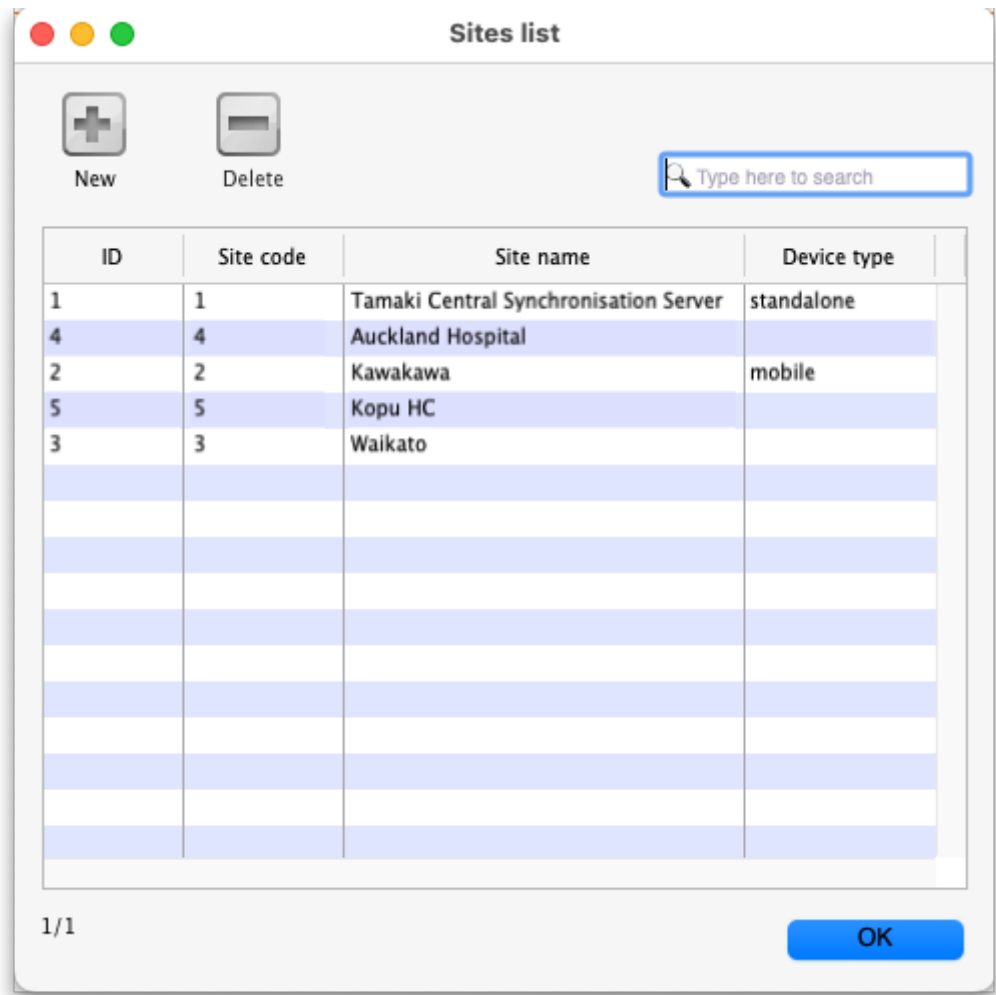 Sites list
New Delete
Type here to search
ID Site code Site name Device type
1 1 Tamaki Central Synchronisation Server standalone
4 4 Auckland Hospital
2 2 Kawakawa mobile
5 5 Kopu HC
3 3 Waikato
1/1
OK